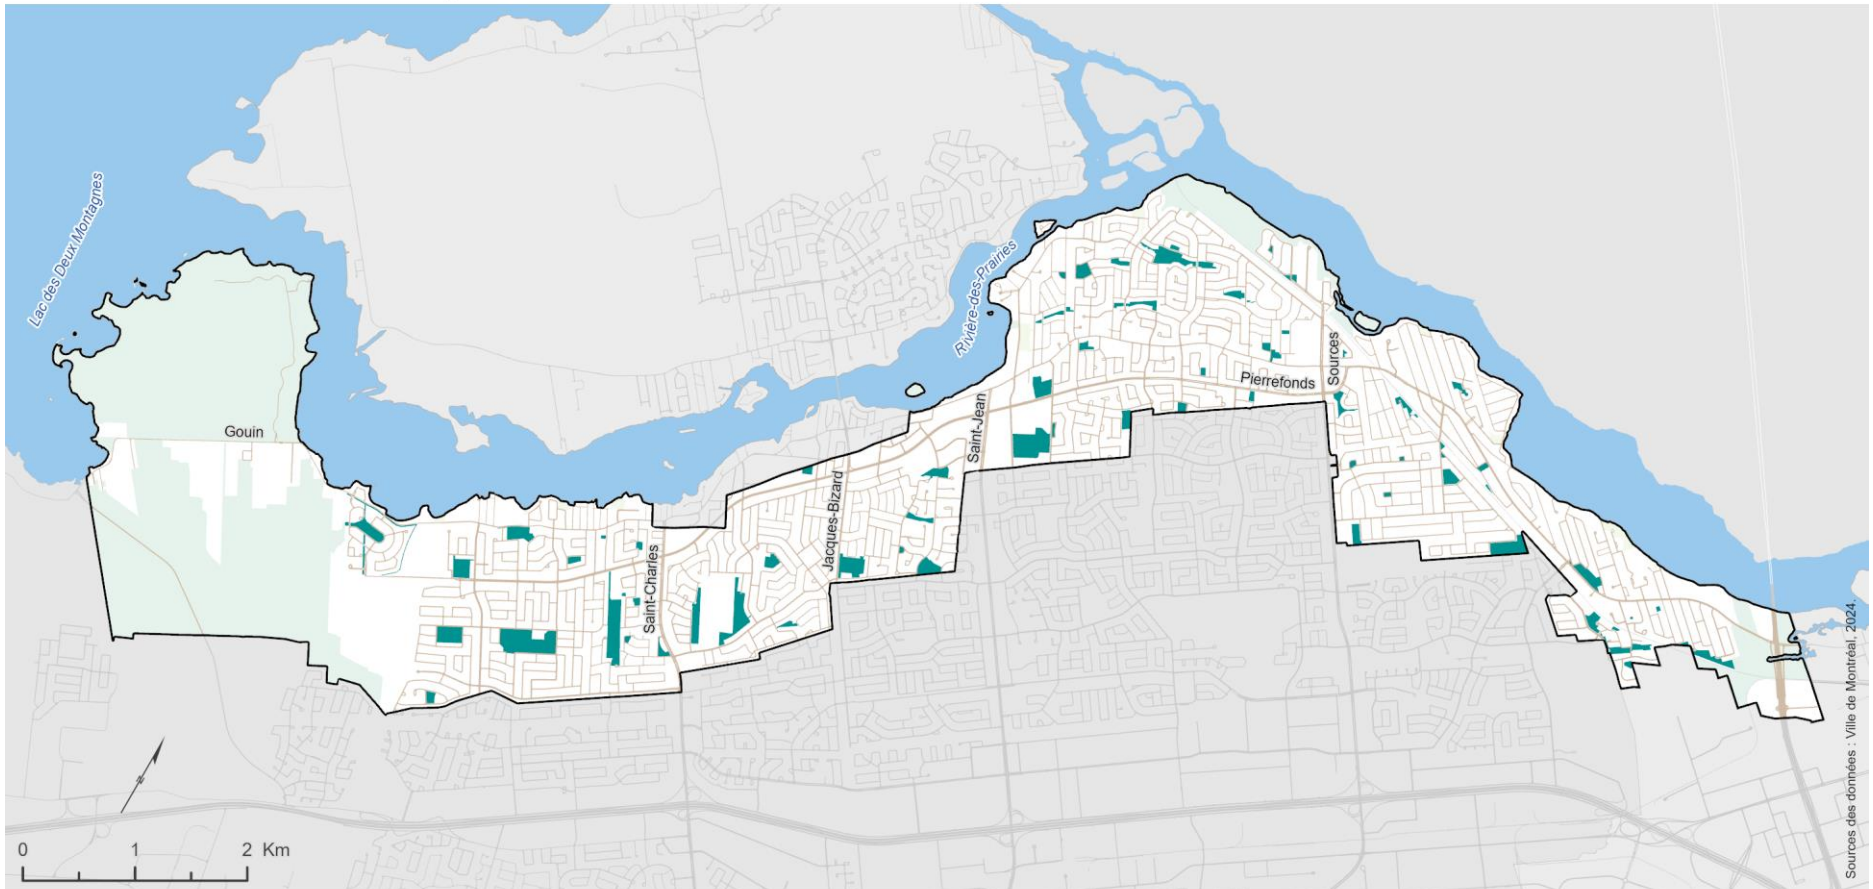 Lac des Deux Montagnes
Rivière-des-Prairies
Sources
Pierrefonds
Gouin
Saint-Jean
Jacques-Bizard
Saint-Charles
N
0 1 2 Km
Sources des données : Ville de Montréal, 2024.